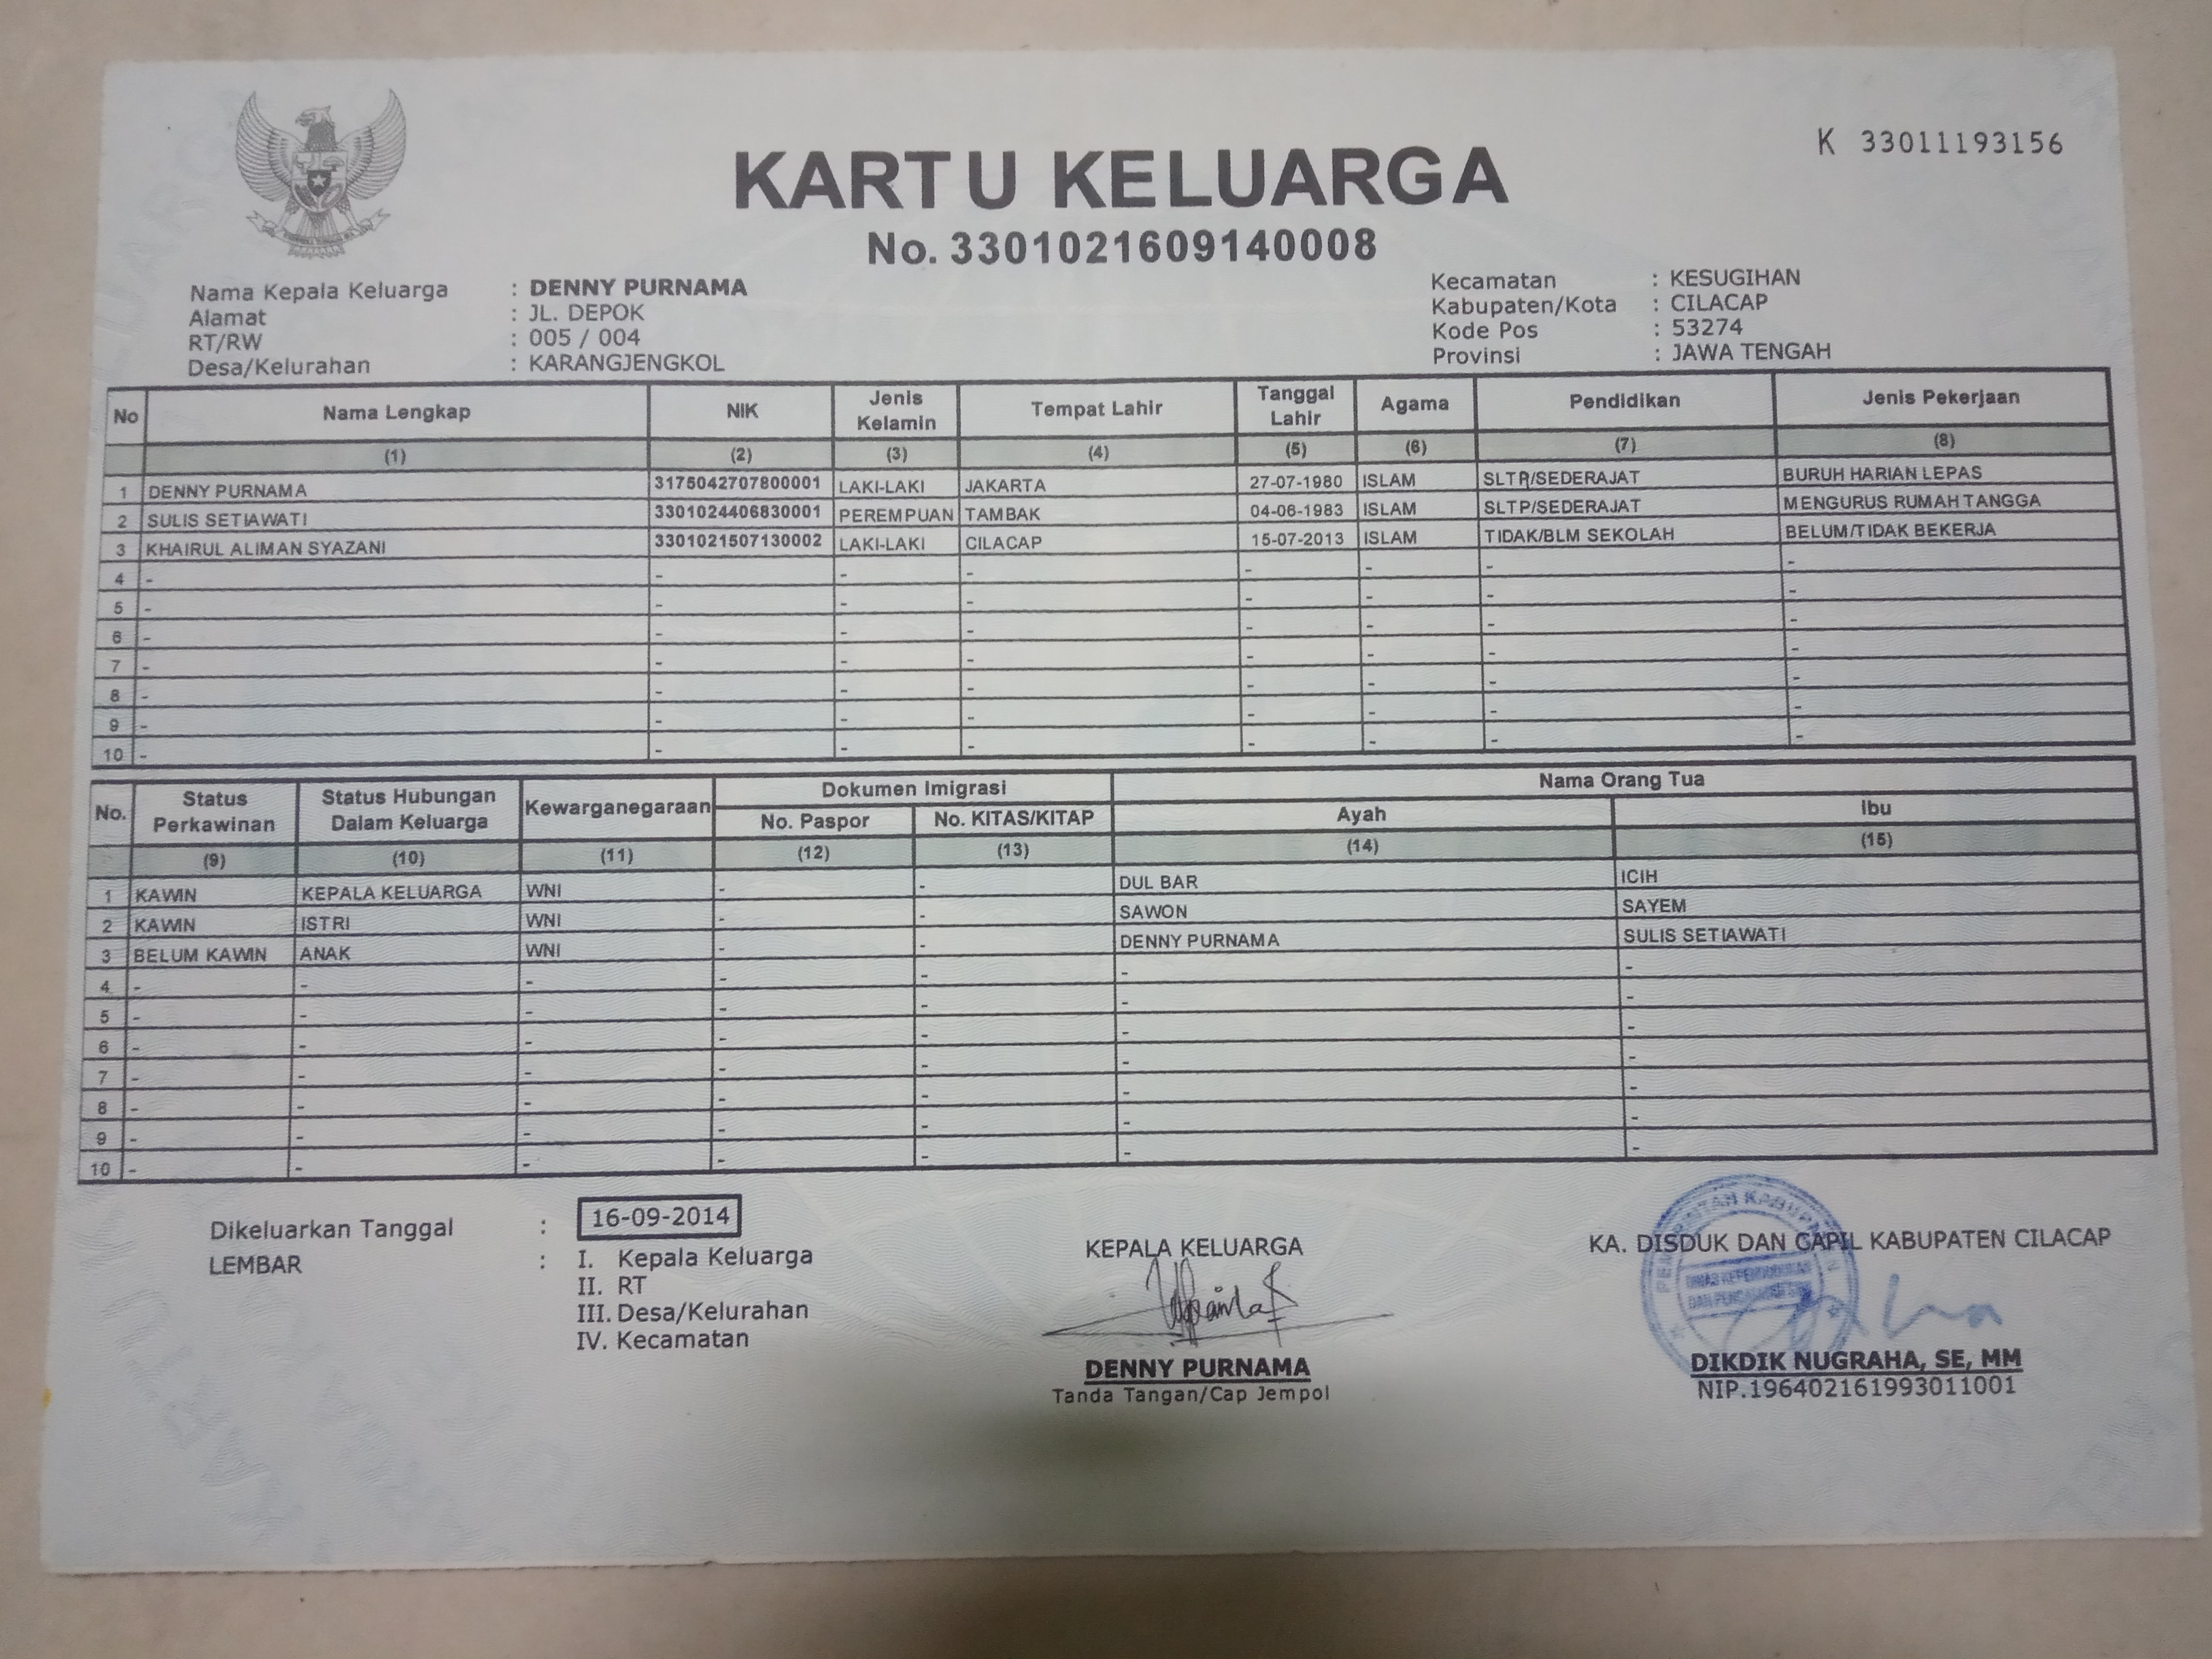 K 33011193156
KARTU KELUARGA
No. 3301021609140008
Nama Kepala Keluarga : DENNY PURNAMA
Alamat : JL. DEPOK
RT/RW : 005 / 004
Desa/Kelurahan : KARANGJENGKOL
Kecamatan : KESUGIHAN
Kabupaten/Kota : CILACAP
Kode Pos : 53274
Provinsi : JAWA TENGAH
No Nama Lengkap NIK Jenis Kelamin Tempat Lahir Tanggal Lahir Agama Pendidikan Jenis Pekerjaan
(1) (2) (3) (4) (5) (6) (7) (8)
1 DENNY PURNAMA 3175042707800001 LAKI-LAKI JAKARTA 27-07-1980 ISLAM SLTP/SEDERAJAT BURUH HARIAN LEPAS
2 SULIS SETIAWATI 3301024406830001 PEREMPUAN TAMBAK 04-06-1983 ISLAM SLTP/SEDERAJAT MENGURUS RUMAH TANGGA
3 KHAIRUL ALIMAN SYAZANI 3301021507130002 LAKI-LAKI CILACAP 15-07-2013 ISLAM TIDAK/BLM SEKOLAH BELUM/TIDAK BEKERJA
4 - - - - - - - -
5 - - - - - - - -
6 - - - - - - - -
7 - - - - - - - -
8 - - - - - - - -
9 - - - - - - - -
10 - - - - - - - -
No. Status Perkawinan Status Hubungan Dalam Keluarga Kewarganegaraan Dokumen Imigrasi Nama Orang Tua
No. Paspor No. KITAS/KITAP Ayah Ibu
(9) (10) (11) (12) (13) (14) (15)
1 KAWIN KEPALA KELUARGA WNI - - DUL BAR ICIH
2 KAWIN ISTRI WNI - - SAWON SAYEM
3 BELUM KAWIN ANAK WNI - - DENNY PURNAMA SULIS SETIAWATI
4 - - - - - - -
5 - - - - - - -
6 - - - - - - -
7 - - - - - - -
8 - - - - - - -
9 - - - - - - -
10 - - - - - - -
Dikeluarkan Tanggal : 16-09-2014
LEMBAR : I. Kepala Keluarga
II. RT
III. Desa/Kelurahan
IV. Kecamatan
KEPALA KELUARGA
DENNY PURNAMA
Tanda Tangan/Cap Jempol
KA. DISDUK DAN CAPIL KABUPATEN CILACAP
DIKDIK NUGRAHA, SE, MM
NIP.196402161993011001